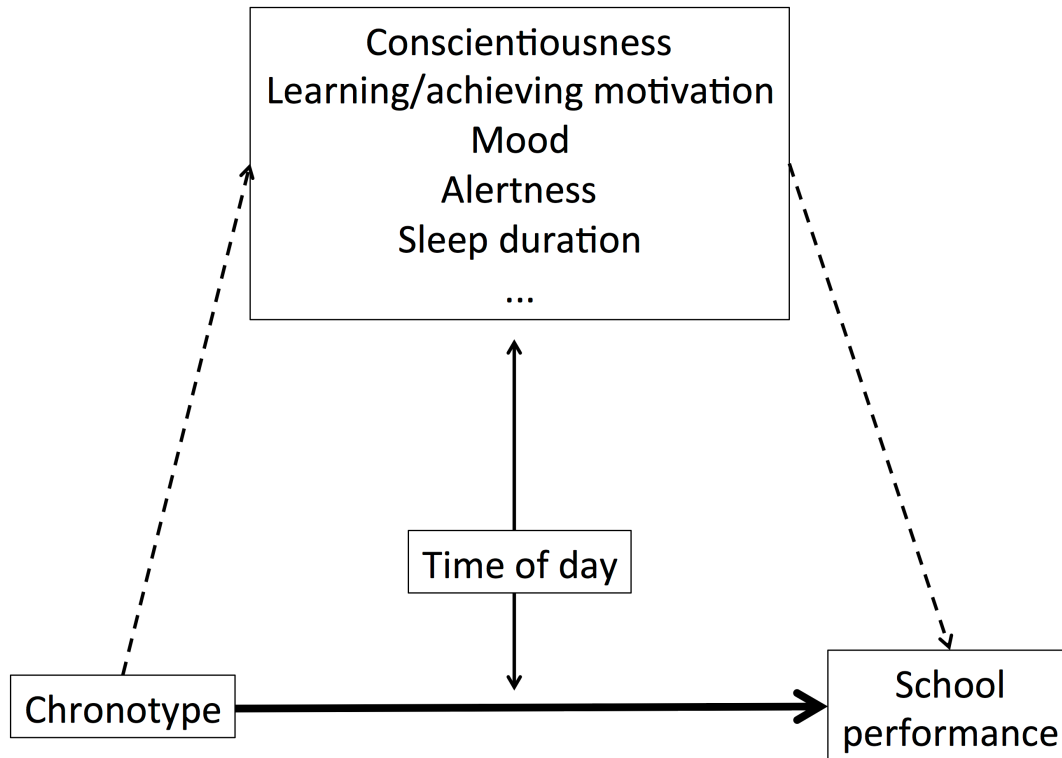 Conscientiousness
Learning/achieving motivation
Mood
Alertness
Sleep duration
...
Time of day
Chronotype
School
performance